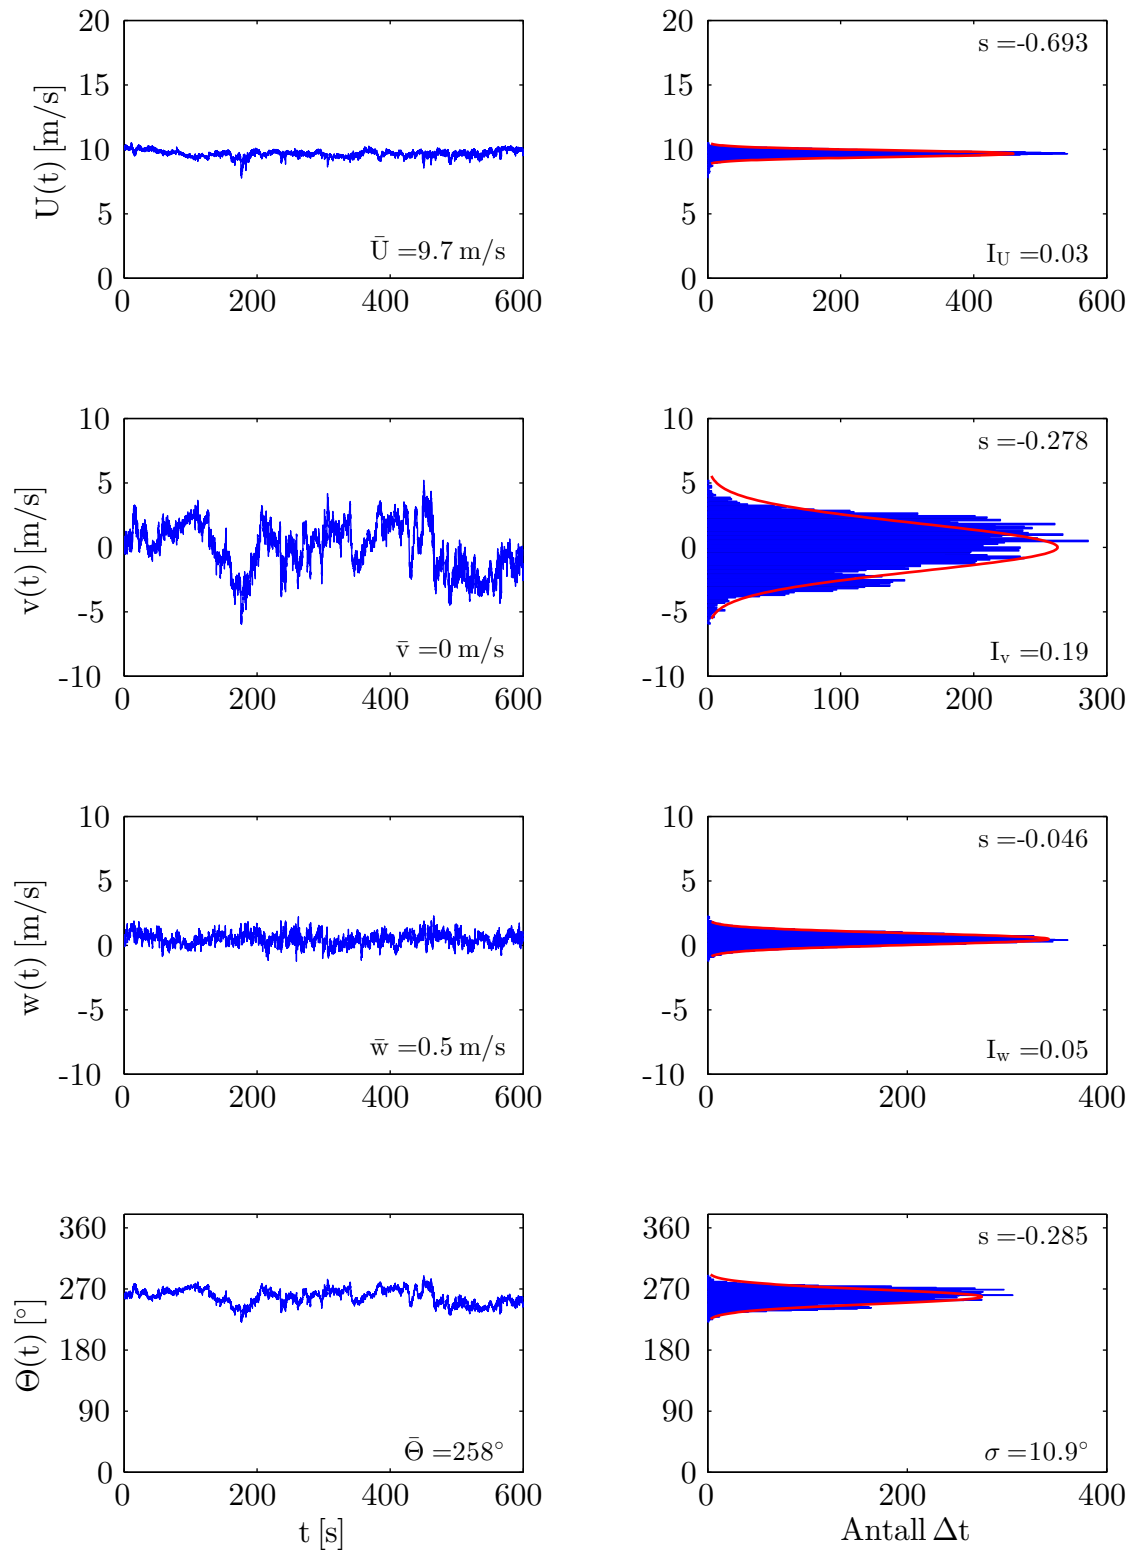 20
15
10
5
0
U(t) [m/s]
Ū =9.7 m/s
0 200 400 600
s =-0.693
20
15
10
5
0
I_U =0.03
0 200 400 600
10
5
0
-5
-10
v(t) [m/s]
v̄ =0 m/s
0 200 400 600
s =-0.278
10
5
0
-5
-10
I_v =0.19
0 100 200 300
10
5
0
-5
-10
w(t) [m/s]
w̄ =0.5 m/s
0 200 400 600
s =-0.046
10
5
0
-5
-10
I_w =0.05
0 200 400
360
270
180
90
0
Θ(t) [°]
Θ̄ =258°
0 200 400 600
t [s]
s =-0.285
360
270
180
90
0
σ =10.9°
0 200 400
Antall Δt